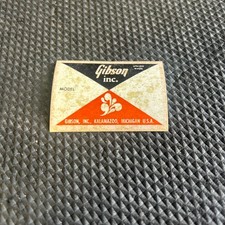 Gibson
inc.
MODEL
GIBSON, INC., KALAMAZOO, MICHIGAN U.S.A.